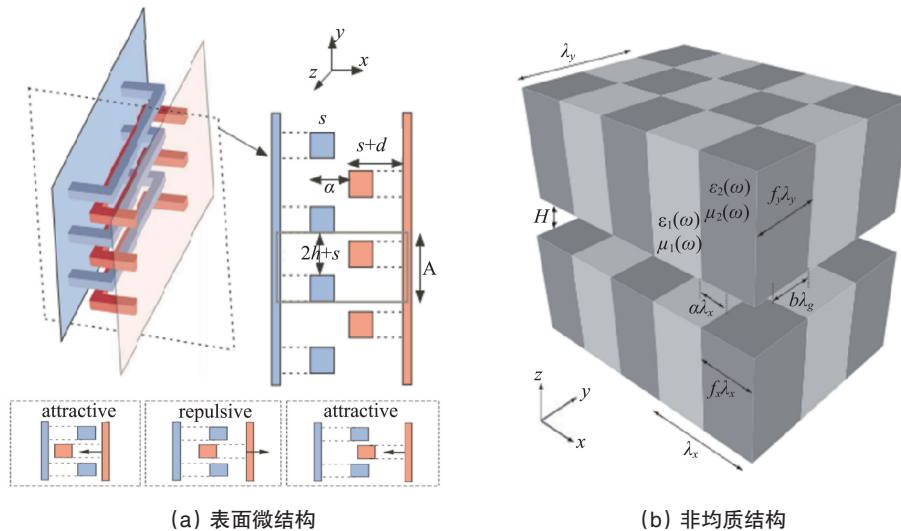 y
x
z
s
s+d
α
2h+s
A
attractive
repulsive
attractive
(a) 表面微结构
λy
ε2(ω)
μ2(ω)
fyλy
H
ε1(ω)
μ1(ω)
αλx
bλg
fxλx
z
y
x
λx
(b) 非均质结构